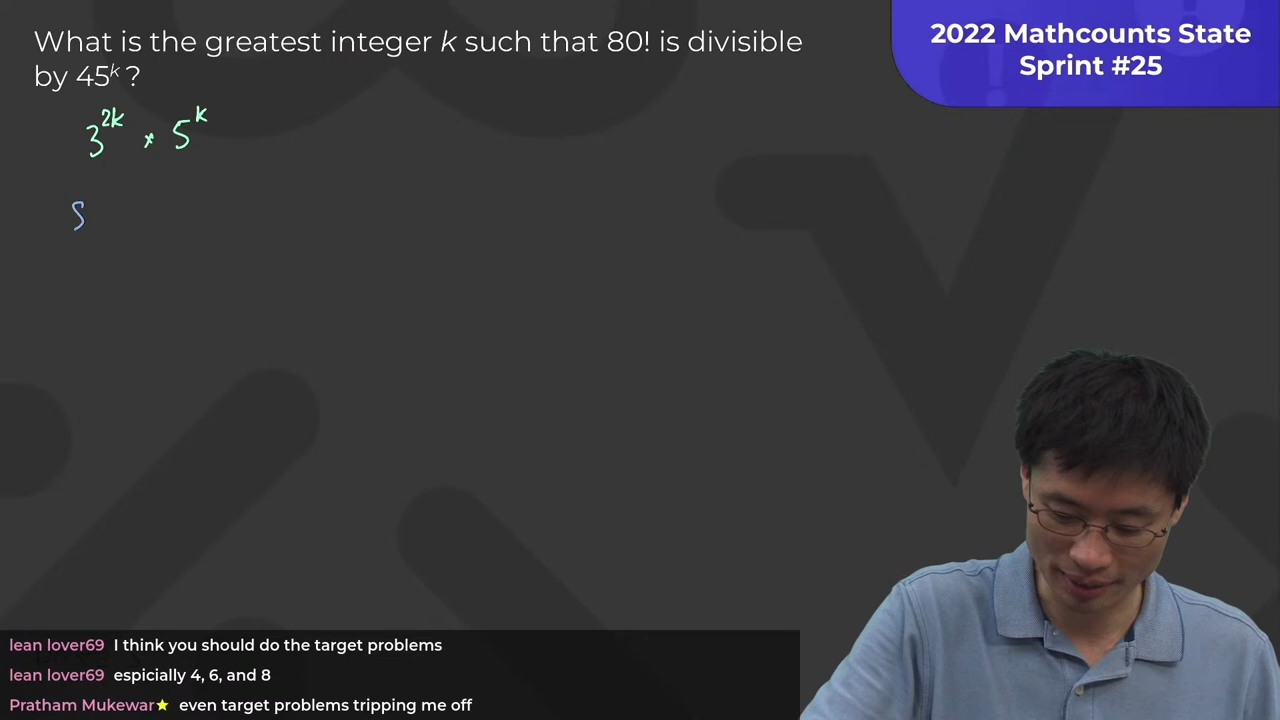 What is the greatest integer k such that 80! is divisible
by 45^k ?
2022 Mathcounts State
Sprint #25
3^2k * 5^k
lean lover69 I think you should do the target problems
lean lover69 espicially 4, 6, and 8
Pratham Mukewar⭐ even target problems tripping me off